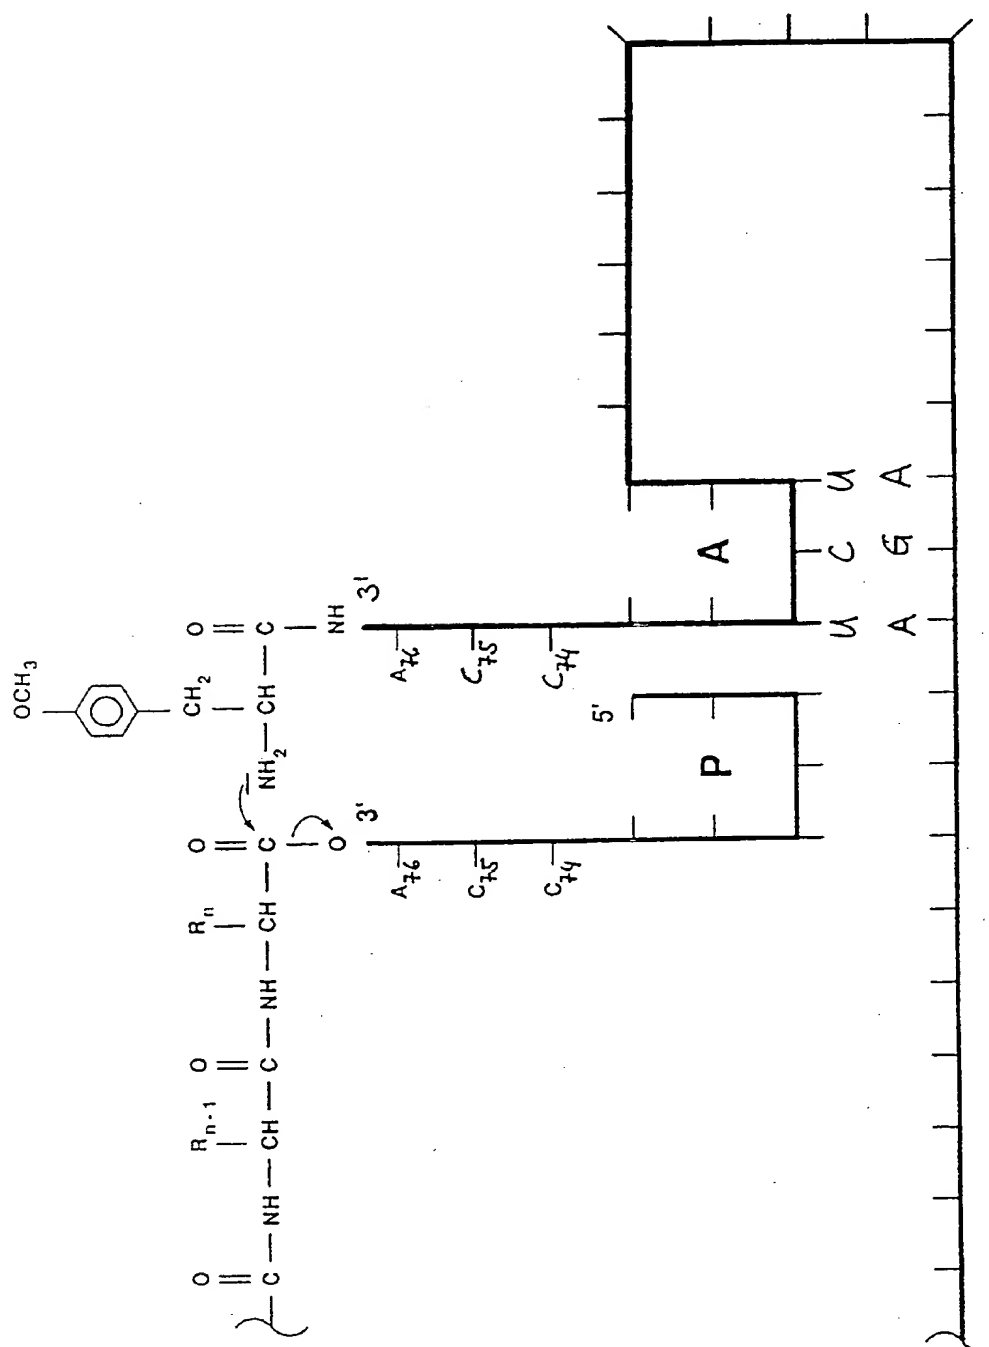 OCH3
O Rn-1 O Rn O CH2 O
C — NH — CH — C — NH — CH — C NH2 — CH — C
O NH
3' 3'
A76 A76
C75 C75
C74 C74
5'
P A
U C U
A G A